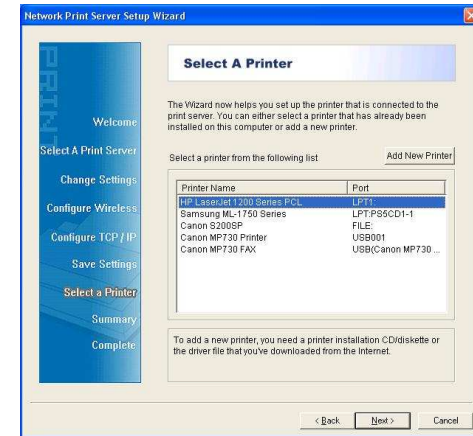 Network Print Server Setup Wizard
PRINT
Select A Printer
The Wizard now helps you set up the printer that is connected to the
print server. You can either select a printer that has already been
installed on this computer or add a new printer.
Welcome
Select A Print Server
Change Settings
Configure Wireless
Configure TCP / IP
Save Settings
Select a Printer
Summary
Complete
Select a printer from the following list
Add New Printer
Printer Name Port
HP LaserJet 1200 Series PCL LPT1:
Samsung ML-1750 Series LPT:PS5CD1-1
Canon S200SP FILE:
Canon MP730 Printer USB001
Canon MP730 FAX USB(Canon MP730 ...
To add a new printer, you need a printer installation CD/diskette or
the driver file that you've downloaded from the Internet.
< Back Next > Cancel